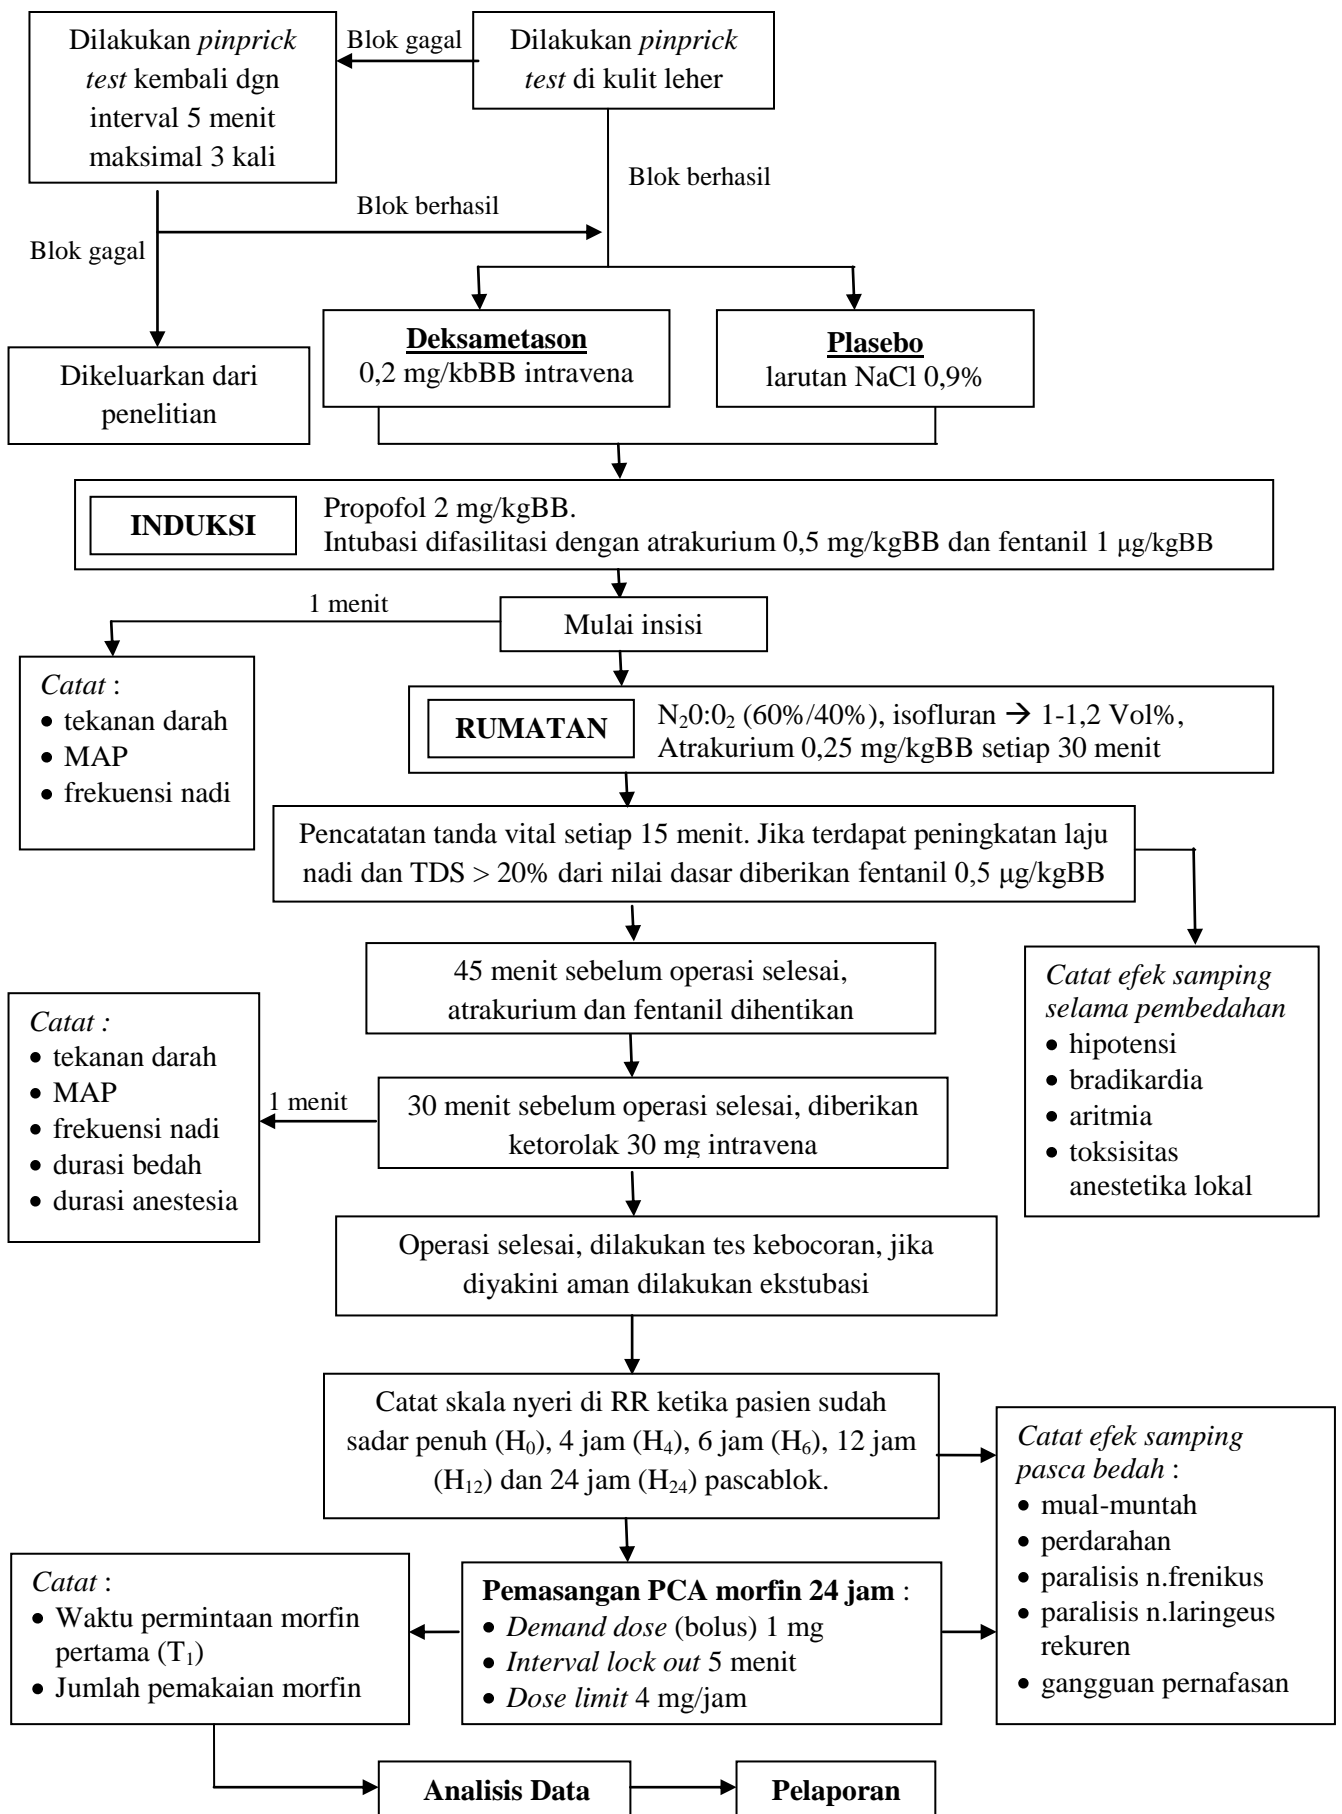 Dilakukan pinprick
test kembali dgn
interval 5 menit
maksimal 3 kali
Blok gagal
Dilakukan pinprick
test di kulit leher
Blok berhasil
Blok berhasil
Blok gagal
Dikeluarkan dari
penelitian
Deksametason
0,2 mg/kbBB intravena
Plasebo
larutan NaCl 0,9%
INDUKSI
Propofol 2 mg/kgBB.
Intubasi difasilitasi dengan atrakurium 0,5 mg/kgBB dan fentanil 1 μg/kgBB
1 menit
Mulai insisi
Catat :
• tekanan darah
• MAP
• frekuensi nadi
RUMATAN
N₂0:0₂ (60%/40%), isofluran → 1-1,2 Vol%,
Atrakurium 0,25 mg/kgBB setiap 30 menit
Pencatatan tanda vital setiap 15 menit. Jika terdapat peningkatan laju
nadi dan TDS > 20% dari nilai dasar diberikan fentanil 0,5 μg/kgBB
45 menit sebelum operasi selesai,
atrakurium dan fentanil dihentikan
Catat efek samping
selama pembedahan
• hipotensi
• bradikardia
• aritmia
• toksisitas
anestetika lokal
Catat :
• tekanan darah
• MAP
• frekuensi nadi
• durasi bedah
• durasi anestesia
1 menit
30 menit sebelum operasi selesai, diberikan
ketorolak 30 mg intravena
Operasi selesai, dilakukan tes kebocoran, jika
diyakini aman dilakukan ekstubasi
Catat skala nyeri di RR ketika pasien sudah
sadar penuh (H₀), 4 jam (H₄), 6 jam (H₆), 12 jam
(H₁₂) dan 24 jam (H₂₄) pascablok.
Catat efek samping
pasca bedah :
• mual-muntah
• perdarahan
• paralisis n.frenikus
• paralisis n.laringeus
rekuren
• gangguan pernafasan
Catat :
• Waktu permintaan morfin
pertama (T₁)
• Jumlah pemakaian morfin
Pemasangan PCA morfin 24 jam :
• Demand dose (bolus) 1 mg
• Interval lock out 5 menit
• Dose limit 4 mg/jam
Analisis Data
Pelaporan